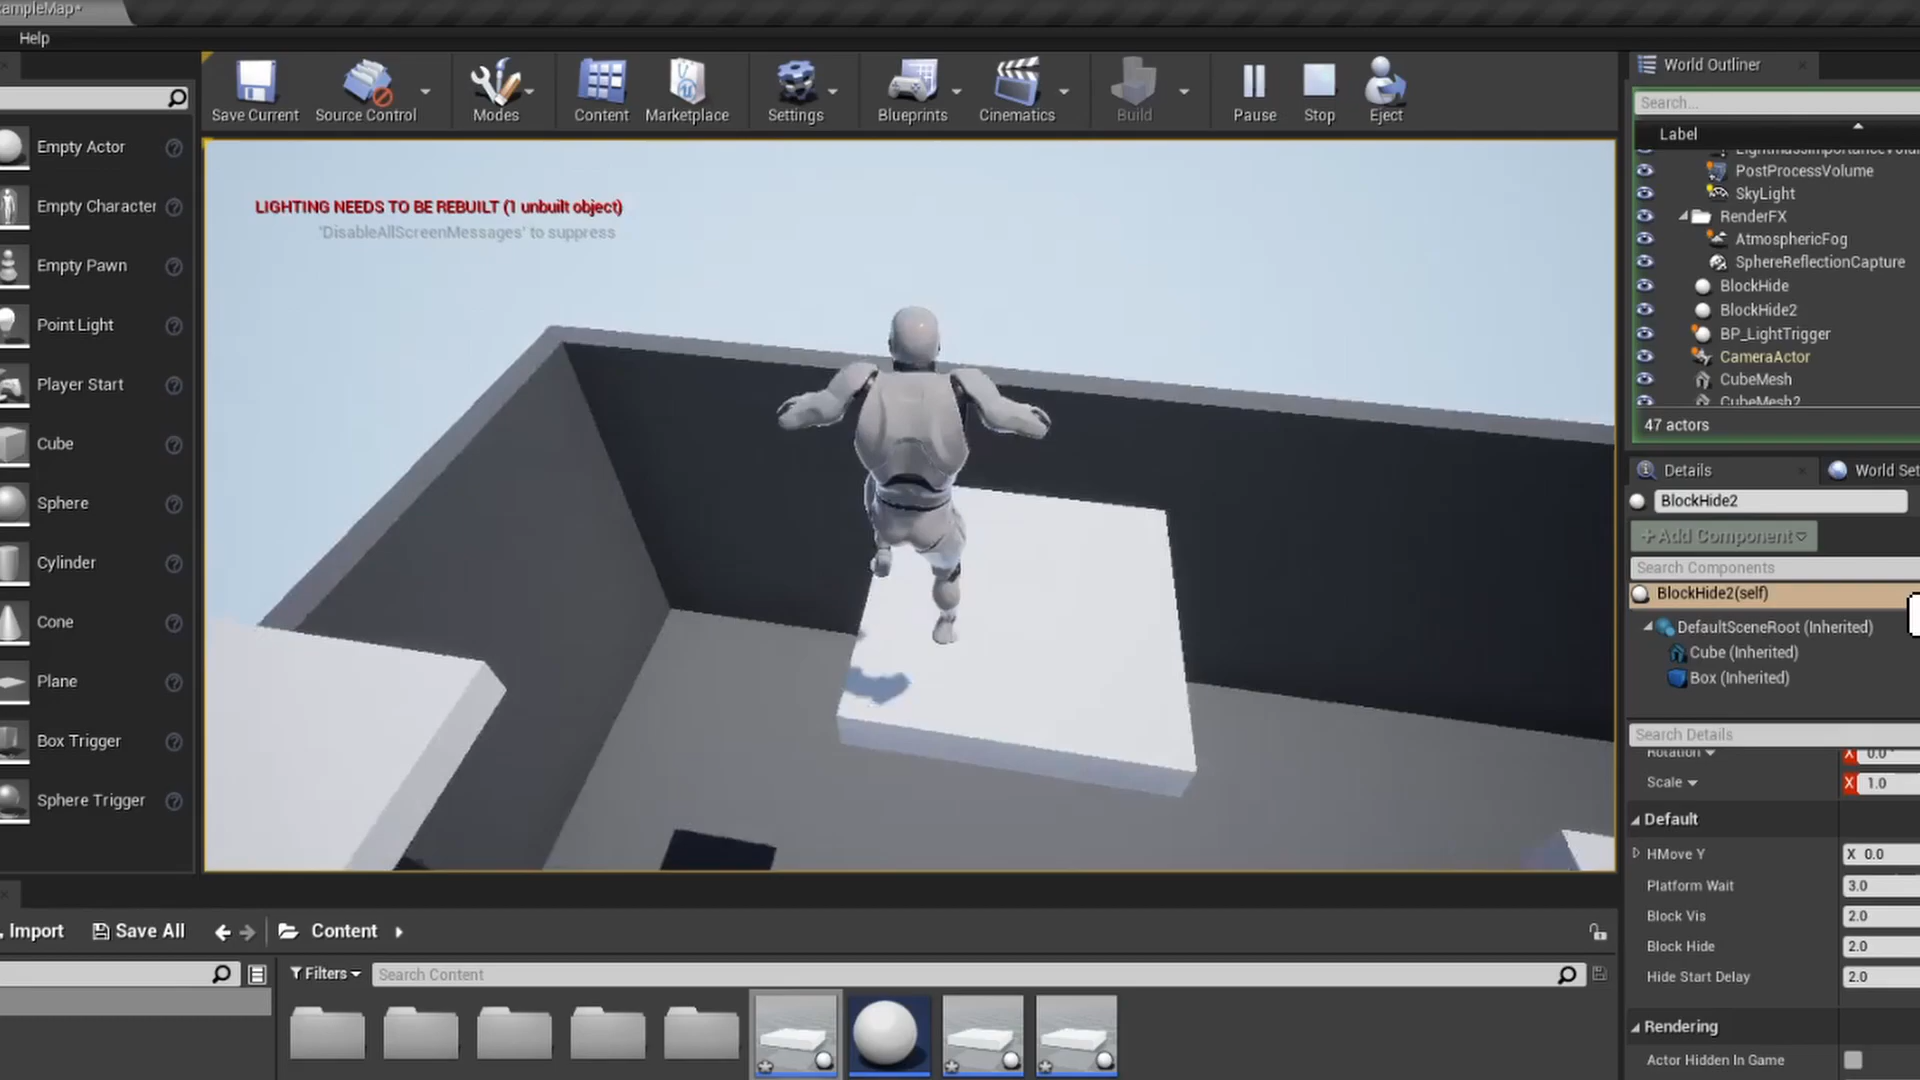 ampleMap*
Help
Save Current
Source Control
Modes
Content
Marketplace
Settings
Blueprints
Cinematics
Build
Pause
Stop
Eject
Empty Actor
Empty Character
Empty Pawn
Point Light
Player Start
Cube
Sphere
Cylinder
Cone
Plane
Box Trigger
Sphere Trigger
LIGHTING NEEDS TO BE REBUILT (1 unbuilt object)
'DisableAllScreenMessages' to suppress
World Outliner
Search...
Label
LightmassImportanceVolu
PostProcessVolume
SkyLight
RenderFX
AtmosphericFog
SphereReflectionCapture
BlockHide
BlockHide2
BP_LightTrigger
CameraActor
CubeMesh
CubeMesh2
47 actors
Details
World Set
BlockHide2
+Add Component
Search Components
BlockHide2(self)
DefaultSceneRoot (Inherited)
Cube (Inherited)
Box (Inherited)
Search Details
Rotation X 0.0°
Scale X 1.0
Default
HMove Y X 0.0
Platform Wait 3.0
Block Vis 2.0
Block Hide 2.0
Hide Start Delay 2.0
Rendering
Actor Hidden In Game
Import
Save All
Content
Filters
Search Content